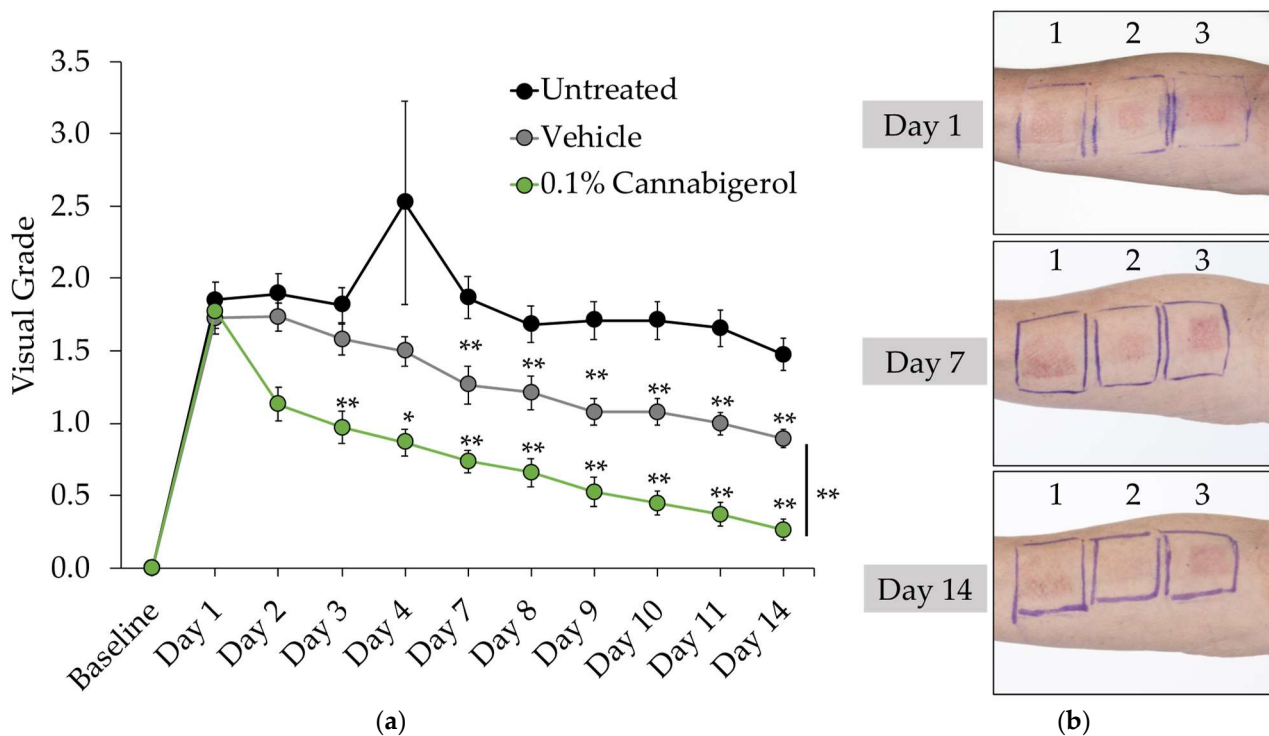 3.5
3.0
2.5
2.0
1.5
1.0
0.5
0.0
Visual Grade
Untreated
Vehicle
0.1% Cannabigerol
**
**
**
**
**
**
**
*
**
**
**
**
**
**
**
Baseline
Day 1
Day 2
Day 3
Day 4
Day 7
Day 8
Day 9
Day 10
Day 11
Day 14
(a)
1 2 3
Day 1
1 2 3
Day 7
1 2 3
Day 14
(b)